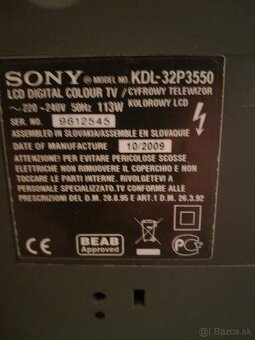 SONY ® MODEL NO. KDL-32P3550
LCD DIGITAL COLOUR TV / CYFROWY TELEWIZOR
KOLOROWY LCD
~220-240V 50Hz 113W
SER. NO. 9612545
ASSEMBLED IN SLOVAKIA/ASSEMBLE EN SLOVAQUIE
DATE OF MANUFACTURE 10/2009
ATTENZIONE: PER EVITARE PERICOLOSE SCOSSE
ELETTRICHE NON RIMUOVERE IL COPERCHIO E NON
TOCCARE LE PARTI INTERNE. RIVOLGETEVI A
PERSONALE SPECIALIZZATO.TV CONFORME ALLE
PRESCRIZIONI DEL D.M. 28.8.95 E ART.1 D.M. 26.3.92
CE
BEAB
Approved
© Bazos.sk